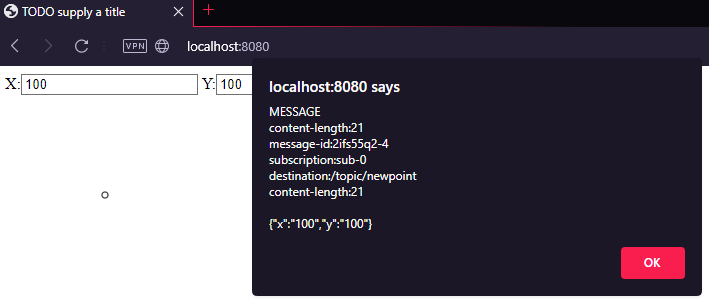 TODO supply a title
VPN localhost:8080
X: 100 Y: 100
localhost:8080 says
MESSAGE
content-length:21
message-id:2ifs55q2-4
subscription:sub-0
destination:/topic/newpoint
content-length:21
{"x":"100","y":"100"}
OK